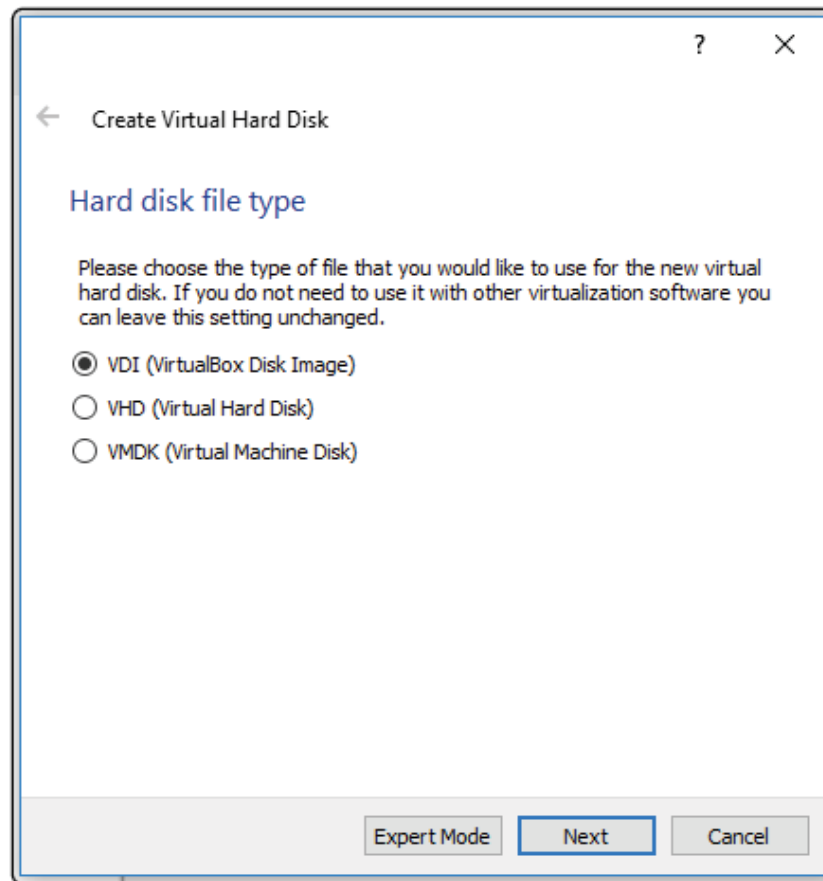 ?
Create Virtual Hard Disk
Hard disk file type
Please choose the type of file that you would like to use for the new virtual
hard disk. If you do not need to use it with other virtualization software you
can leave this setting unchanged.
VDI (VirtualBox Disk Image)
VHD (Virtual Hard Disk)
VMDK (Virtual Machine Disk)
Expert Mode
Next
Cancel